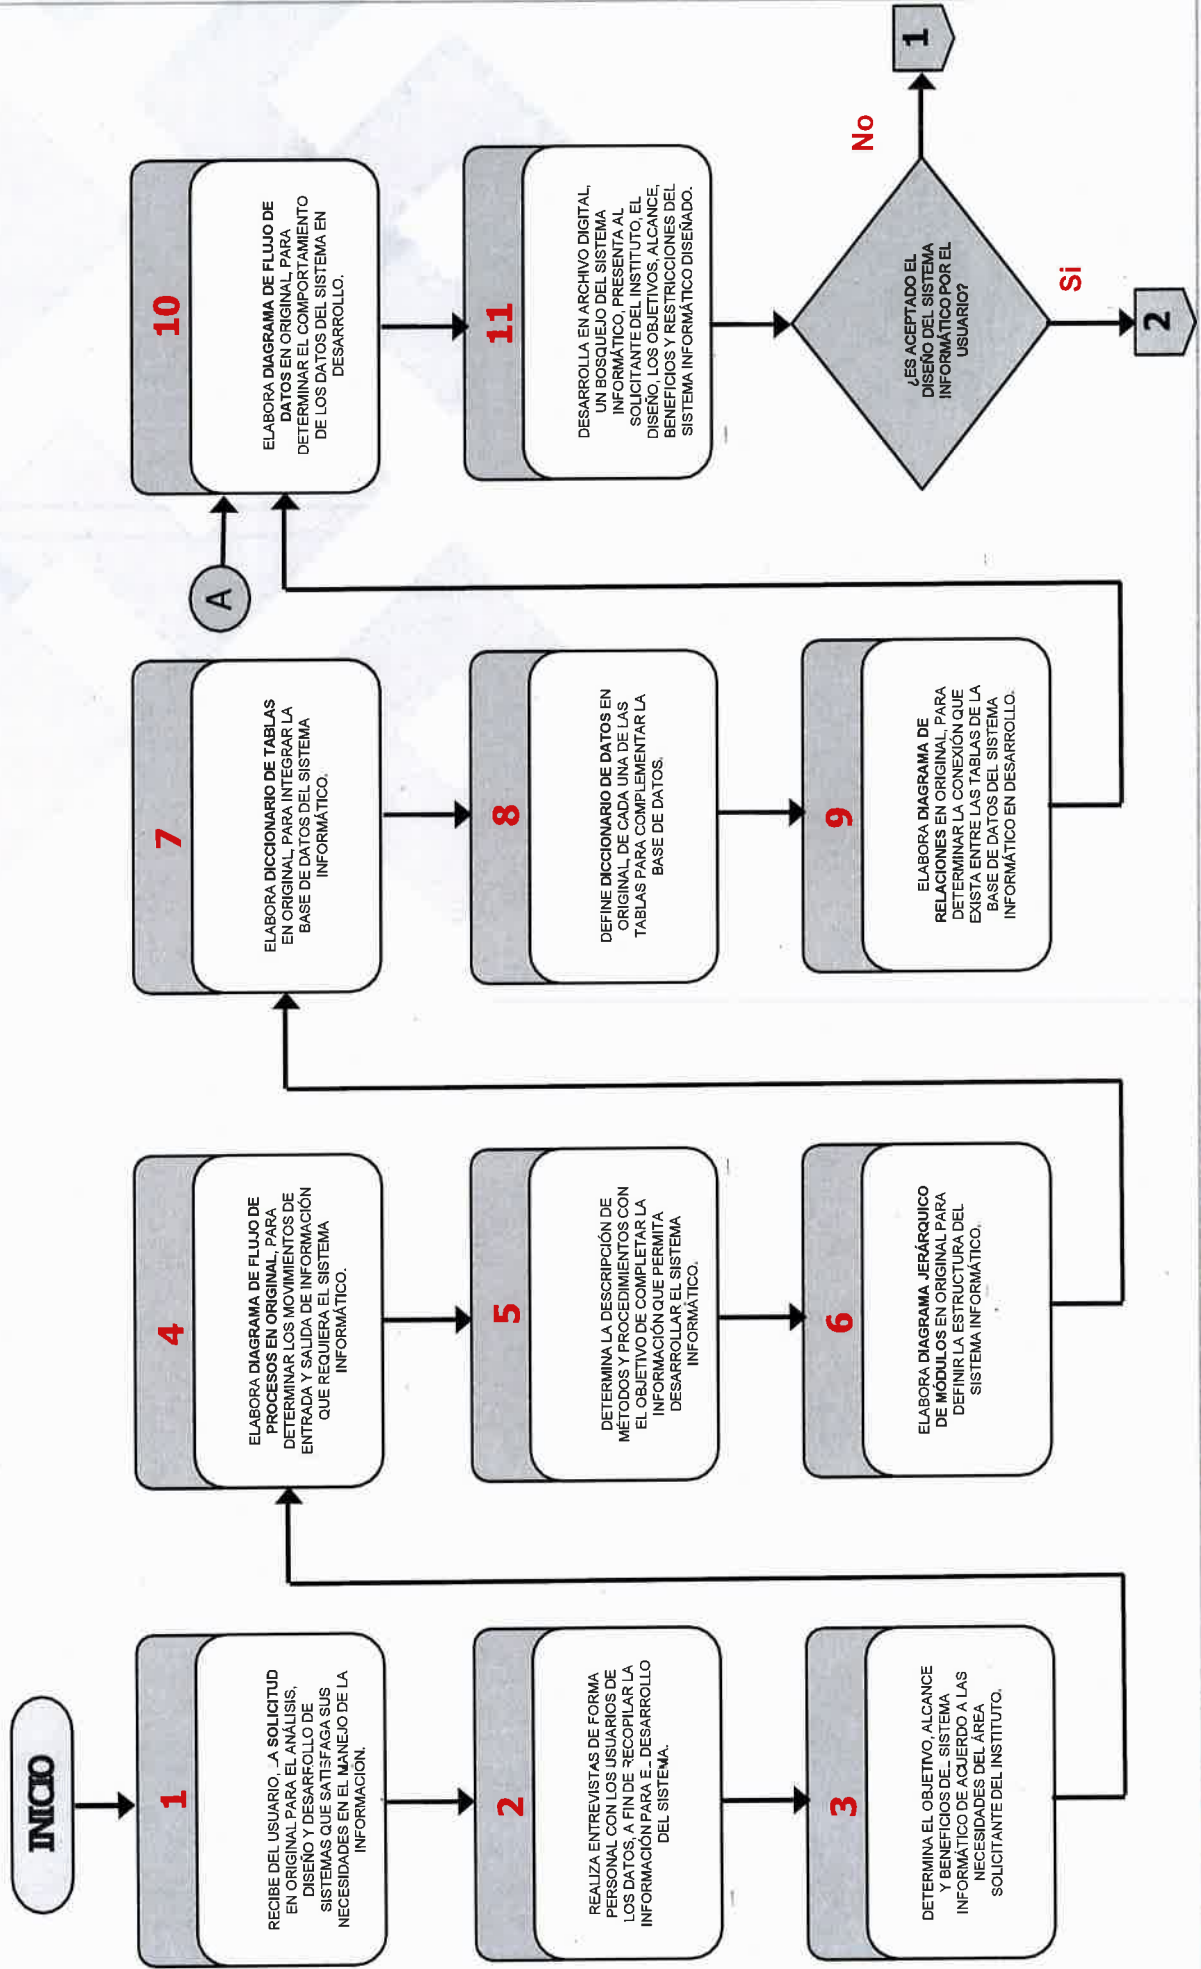 INICIO
1
RECIBE DEL USUARIO, LA SOLICITUD
EN ORIGINAL PARA EL ANÁLISIS,
DISEÑO Y DESARROLLO DE
SISTEMAS QUE SATISFAGA SUS
NECESIDADES EN EL MANEJO DE LA
INFORMACIÓN.
2
REALIZA ENTREVISTAS DE FORMA
PERSONAL CON LOS USUARIOS DE
LOS DATOS, A FIN DE RECOPILAR LA
INFORMACIÓN PARA EL DESARROLLO
DEL SISTEMA.
3
DETERMINA EL OBJETIVO, ALCANCE
Y BENEFICIOS DEL SISTEMA
INFORMÁTICO DE ACUERDO A LAS
NECESIDADES DEL ÁREA
SOLICITANTE DEL INSTITUTO.
4
ELABORA DIAGRAMA DE FLUJO DE
PROCESOS EN ORIGINAL, PARA
DETERMINAR LOS MOVIMIENTOS DE
ENTRADA Y SALIDA DE INFORMACIÓN
QUE REQUIERA EL SISTEMA
INFORMÁTICO.
5
DETERMINA LA DESCRIPCIÓN DE
MÉTODOS Y PROCEDIMIENTOS CON
EL OBJETIVO DE COMPLETAR LA
INFORMACIÓN QUE PERMITA
DESARROLLAR EL SISTEMA
INFORMÁTICO.
6
ELABORA DIAGRAMA JERÁRQUICO
DE MÓDULOS EN ORIGINAL PARA
DEFINIR LA ESTRUCTURA DEL
SISTEMA INFORMÁTICO.
7
ELABORA DICCIONARIO DE TABLAS
EN ORIGINAL, PARA INTEGRAR LA
BASE DE DATOS DEL SISTEMA
INFORMÁTICO.
8
DEFINE DICCIONARIO DE DATOS EN
ORIGINAL, DE CADA UNA DE LAS
TABLAS PARA COMPLEMENTAR LA
BASE DE DATOS.
9
ELABORA DIAGRAMA DE
RELACIONES EN ORIGINAL, PARA
DETERMINAR LA CONEXIÓN QUE
EXISTA ENTRE LAS TABLAS DE LA
BASE DE DATOS DEL SISTEMA
INFORMÁTICO EN DESARROLLO.
A
10
ELABORA DIAGRAMA DE FLUJO DE
DATOS EN ORIGINAL, PARA
DETERMINAR EL COMPORTAMIENTO
DE LOS DATOS DEL SISTEMA EN
DESARROLLO.
11
DESARROLLA EN ARCHIVO DIGITAL,
UN BOSQUEJO DEL SISTEMA
INFORMÁTICO, PRESENTA AL
SOLICITANTE DEL INSTITUTO, EL
DISEÑO, LOS OBJETIVOS, ALCANCE,
BENEFICIOS Y RESTRICCIONES DEL
SISTEMA INFORMÁTICO DISEÑADO.
¿ES ACEPTADO EL
DISEÑO DEL SISTEMA
INFORMÁTICO POR EL
USUARIO?
No
1
Si
2